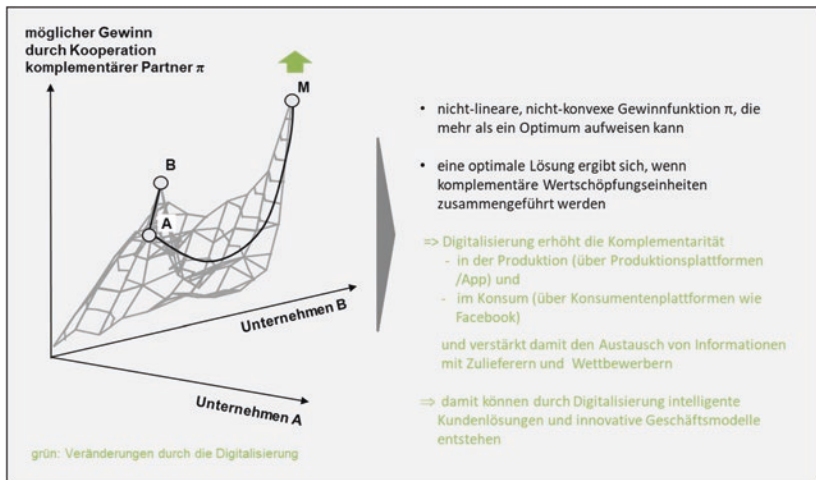 möglicher Gewinn
durch Kooperation
komplementärer Partner π
M
B
A
Unternehmen B
Unternehmen A
grün: Veränderungen durch die Digitalisierung
• nicht-lineare, nicht-konvexe Gewinnfunktion π, die
mehr als ein Optimum aufweisen kann
• eine optimale Lösung ergibt sich, wenn
komplementäre Wertschöpfungseinheiten
zusammengeführt werden
=> Digitalisierung erhöht die Komplementarität
- in der Produktion (über Produktionsplattformen
/App) und
- im Konsum (über Konsumentenplattformen wie
Facebook)
und verstärkt damit den Austausch von Informationen
mit Zulieferern und Wettbewerbern
⇒ damit können durch Digitalisierung intelligente
Kundenlösungen und innovative Geschäftsmodelle
entstehen